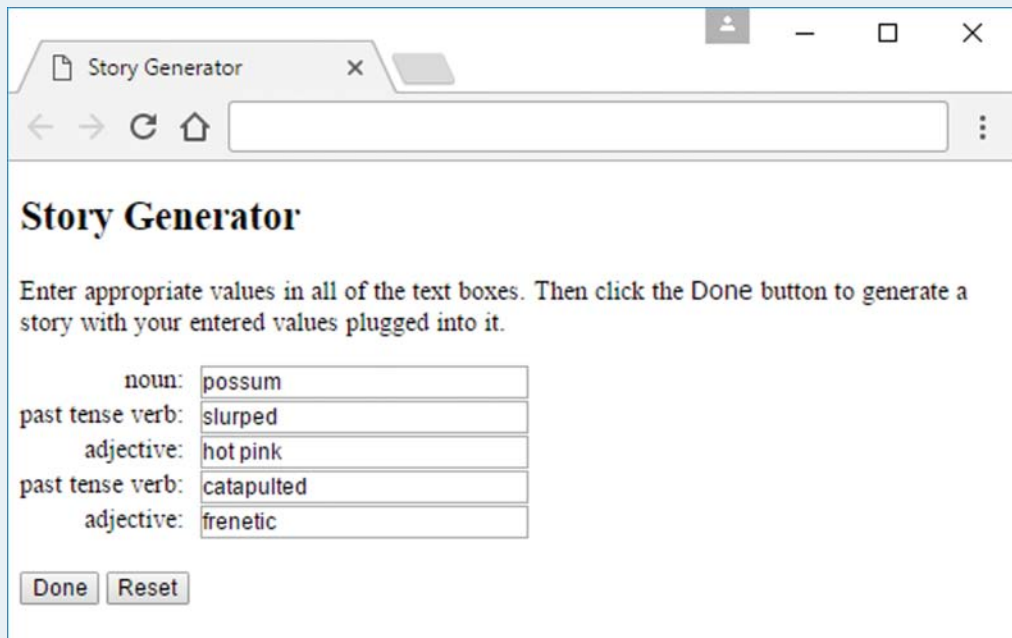 Story Generator
Story Generator
Enter appropriate values in all of the text boxes. Then click the Done button to generate a
story with your entered values plugged into it.
noun: possum
past tense verb: slurped
adjective: hot pink
past tense verb: catapulted
adjective: frenetic
Done Reset